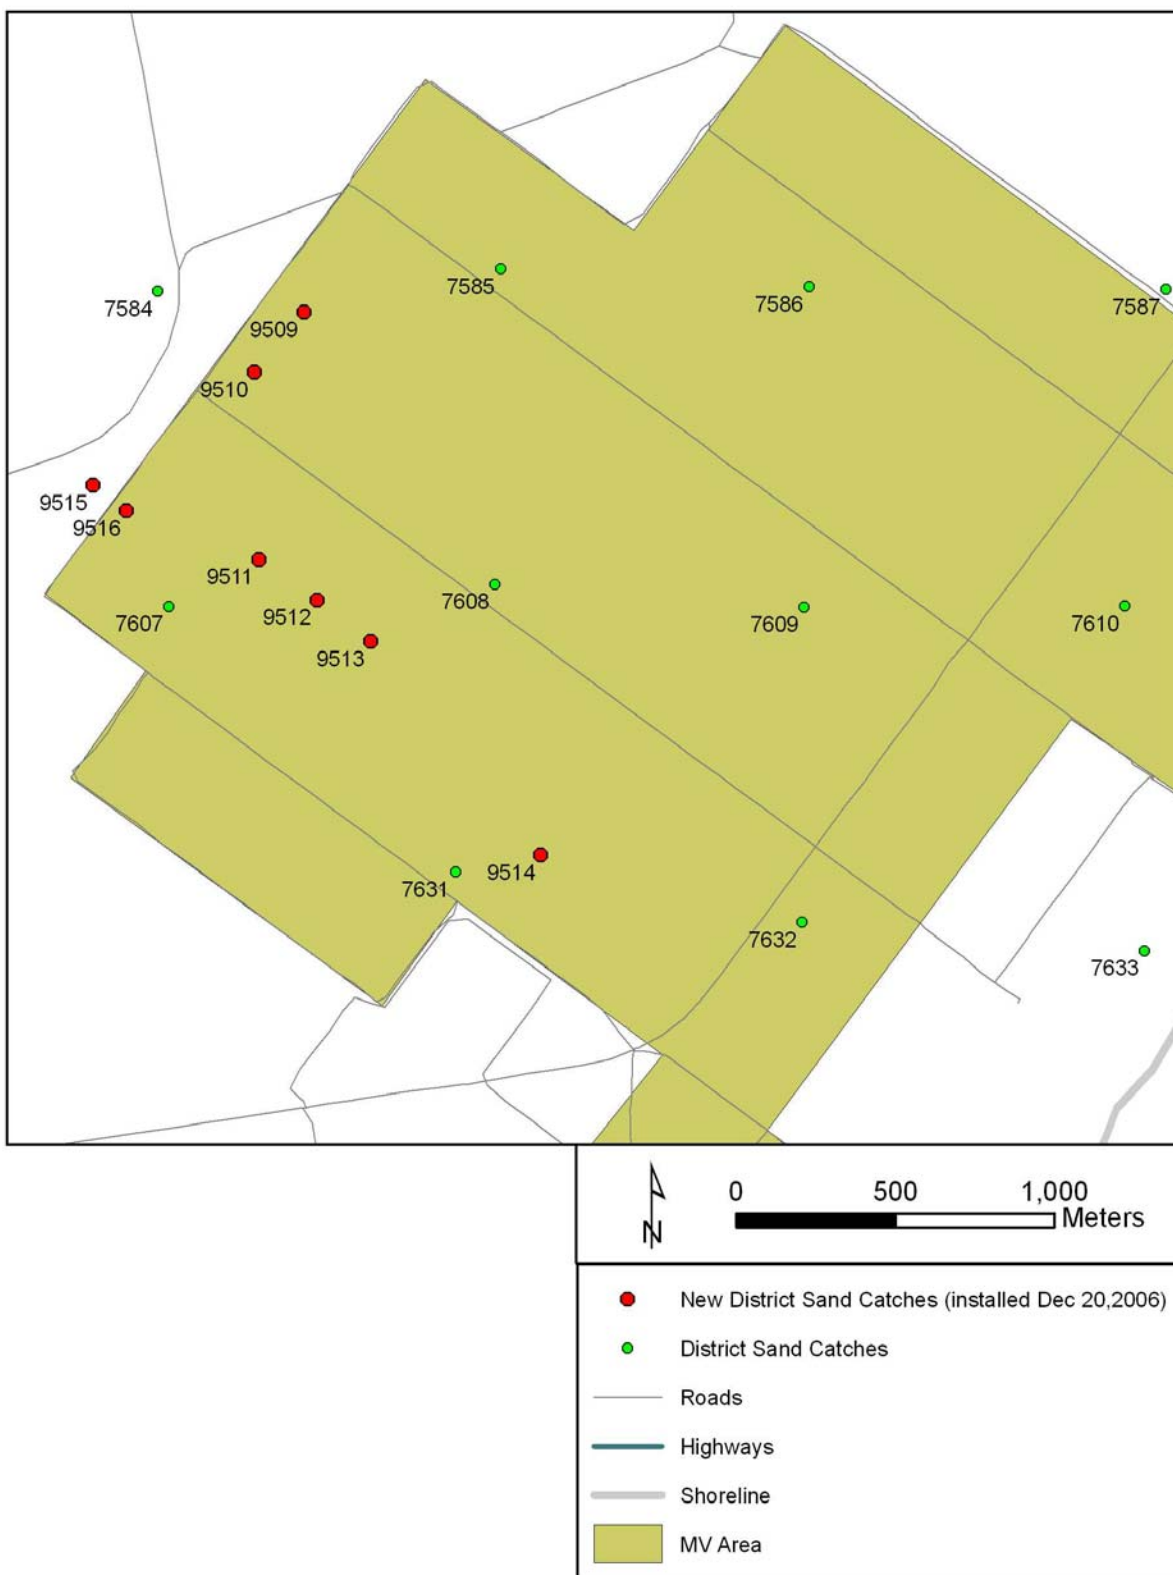 7585
7586
7584
7587
9509
9510
9515
9516
9511
7608
9512
7607
7609
7610
9513
9514
7631
7632
7633
0 500 1,000
Meters
N
New District Sand Catches (installed Dec 20,2006)
District Sand Catches
Roads
Highways
Shoreline
MV Area